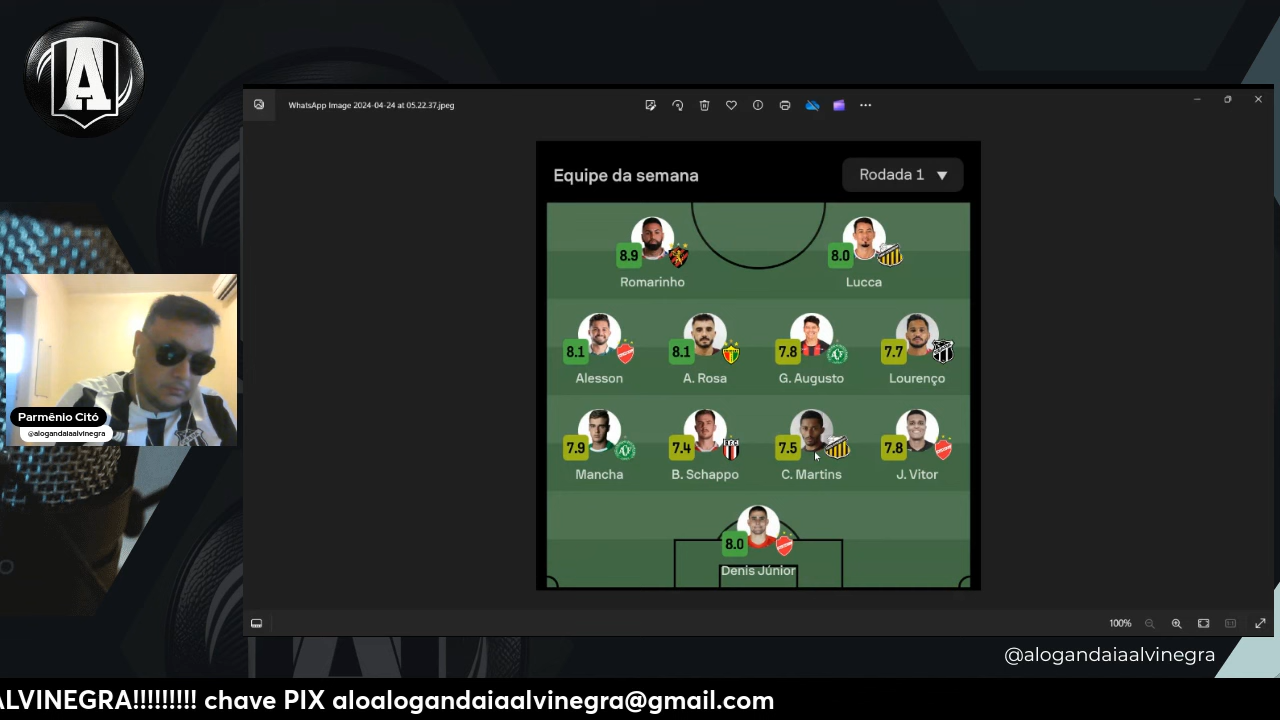 A
WhatsApp Image 2024-04-24 at 05.22.37.jpeg
Equipe da semana
Rodada 1
8.9
8.0
Romarinho
Lucca
8.1
8.1
7.8
7.7
Alesson
A. Rosa
G. Augusto
Lourenço
7.9
7.4
7.5
7.8
Mancha
B. Schappo
C. Martins
J. Vitor
8.0
Denis Júnior
Parmênio Citó
@alogandaiaalvinegra
100%
@alogandaiaalvinegra
ALVINEGRA!!!!!!!!! chave PIX aloalogandaiaalvinegra@gmail.com